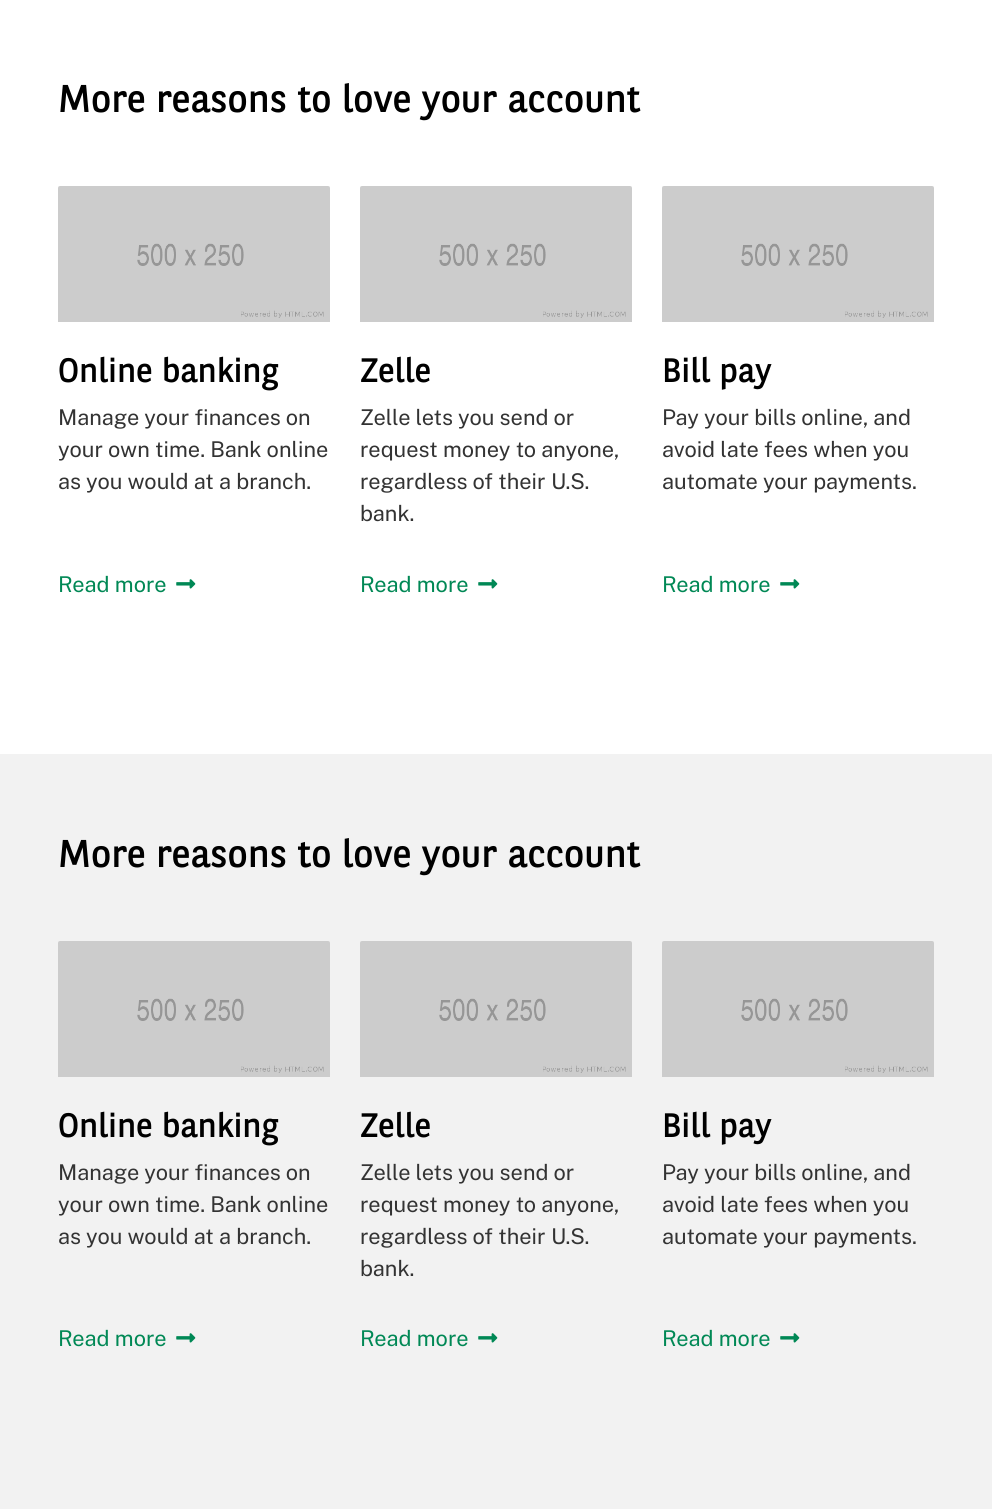 More reasons to love your account
500 x 250
Powered by HTML.COM
500 x 250
Powered by HTML.COM
500 x 250
Powered by HTML.COM
Online banking
Manage your finances on
your own time. Bank online
as you would at a branch.
Read more
Zelle
Zelle lets you send or
request money to anyone,
regardless of their U.S.
bank.
Read more
Bill pay
Pay your bills online, and
avoid late fees when you
automate your payments.
Read more
More reasons to love your account
500 x 250
Powered by HTML.COM
500 x 250
Powered by HTML.COM
500 x 250
Powered by HTML.COM
Online banking
Manage your finances on
your own time. Bank online
as you would at a branch.
Read more
Zelle
Zelle lets you send or
request money to anyone,
regardless of their U.S.
bank.
Read more
Bill pay
Pay your bills online, and
avoid late fees when you
automate your payments.
Read more